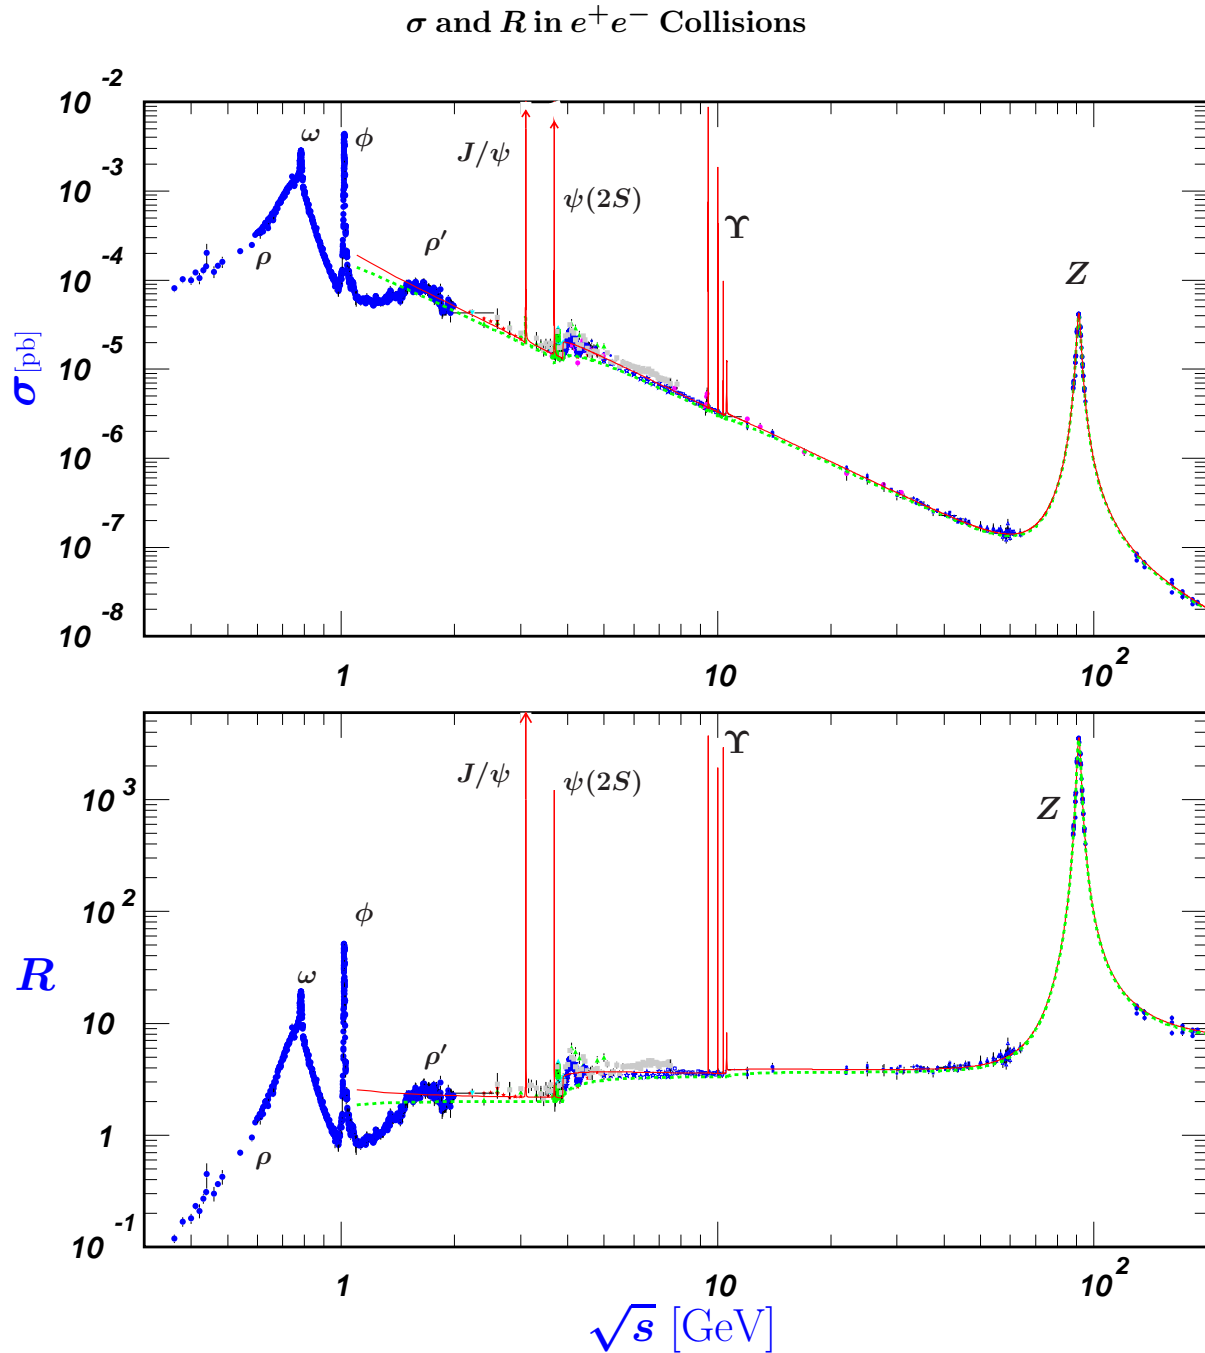 σ and R in e⁺e⁻ Collisions
10⁻²
10⁻³
10⁻⁴
10⁻⁵
10⁻⁶
10⁻⁷
10⁻⁸
σ [pb]
ω
ϕ
J/ψ
ψ(2S)
ρ
ρ′
Υ
Z
1
10
10²
10³
10²
10
1
10⁻¹
R
J/ψ
ψ(2S)
Υ
Z
ϕ
ω
ρ′
ρ
1
10
10²
√s [GeV]